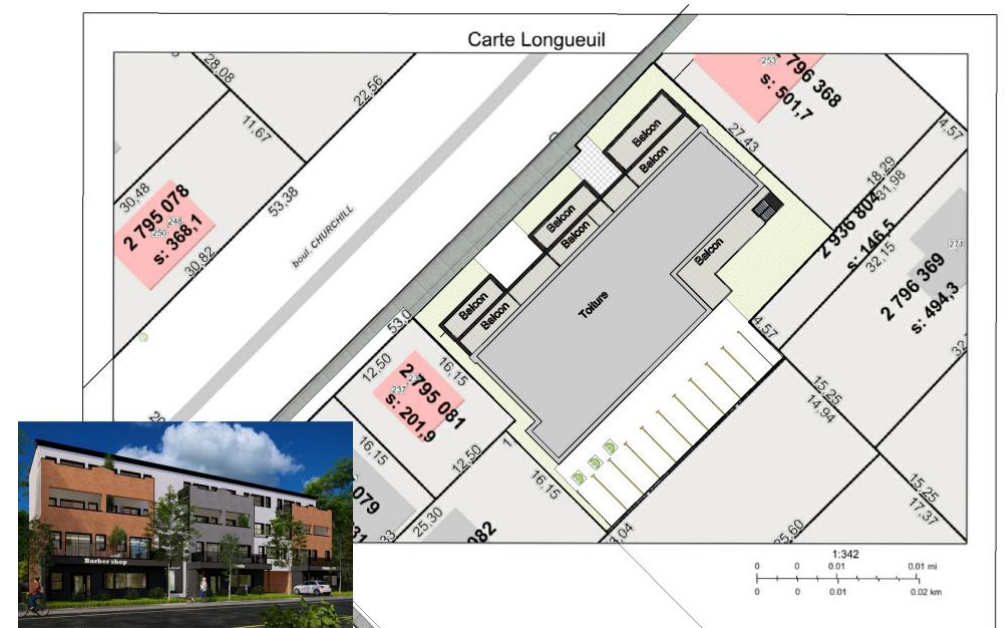 Carte Longueuil
28,08
22,56
11,67
30,48
53,38
2 795 078
250 248
s: 368,1
30,82
boul. CHURCHILL
253
796 368
s: 501,7
27,43
4,57
18,29
31,98
2 936 804
s: 146,5
32,15
271
2 796 369
s: 494,3
Balcon
Balcon
Balcon
Balcon
Balcon
Balcon
Balcon
Toiture
53,0
12,50
16,15
237
2 795 081
s: 201,9
12,50
16,15
16,15
4,57
15,25
14,94
15,25
17,37
25,30
25,60
Barber shop
1:342
0 0 0.01 0.01 mi
0 0 0.01 0.02 km